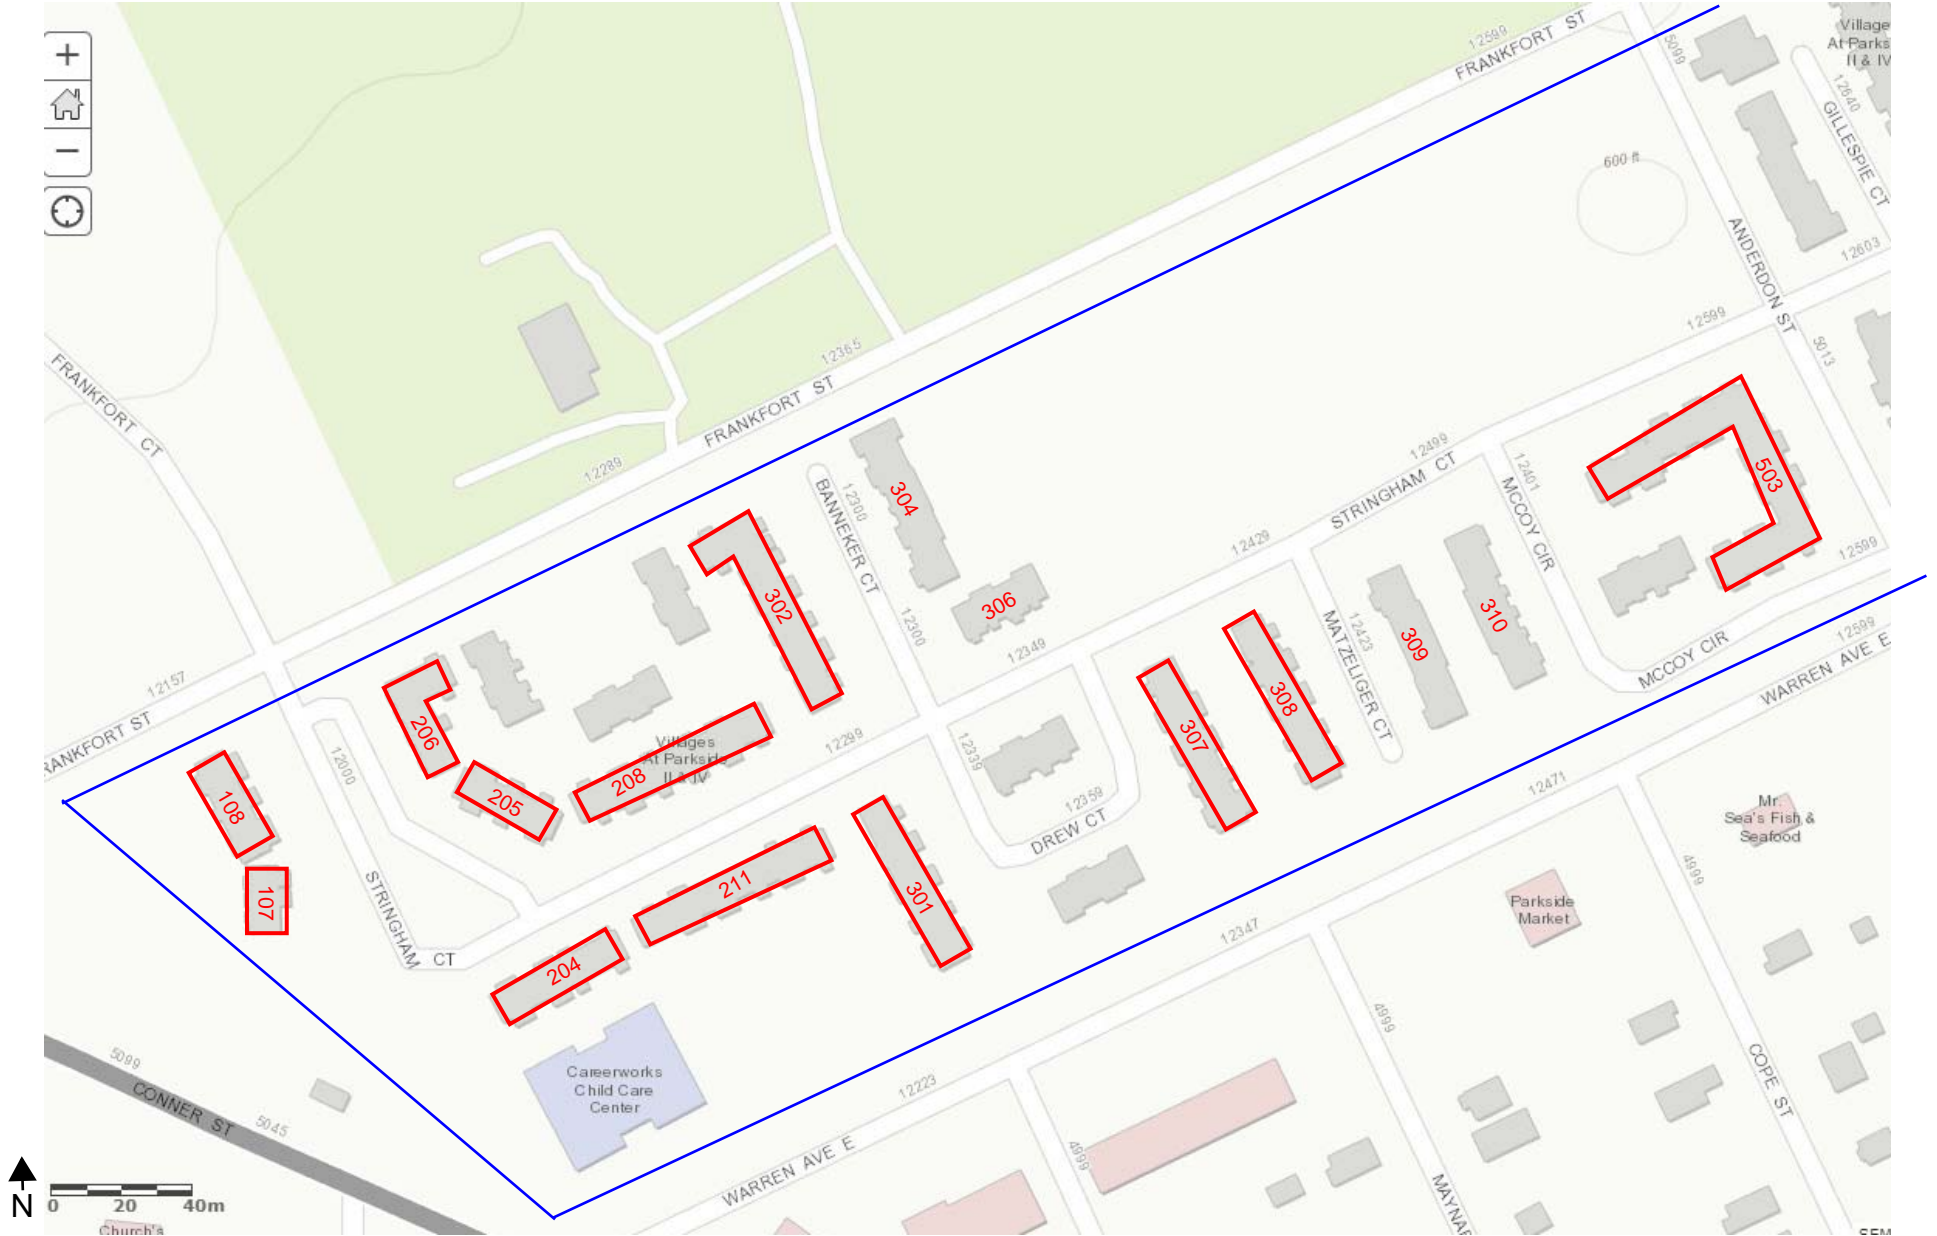 12599
FRANKFORT ST
5099
Village
At Parks
II & IV
12640
GILLESPIE CT
+
−
600 ft
ANDERDON ST
12603
12599
5013
FRANKFORT CT
12365
FRANKFORT ST
12289
BANNEKER CT
12300
304
12499
STRINGHAM CT
12401
MCCOY CIR
503
12599
12429
306
302
12300
12349
MATZELIGER CT
12423
309
310
MCCOY CIR
12599
WARREN AVE E
12157
RANKFORT ST
206
12000
Villages
At Parkside
II & IV
208
12299
12339
307
308
205
108
12359
DREW CT
12471
Mr.
Sea's Fish &
Seafood
107
STRINGHAM CT
211
301
204
4999
Parkside
Market
12347
4999
Careerworks
Child Care
Center
5099
CONNER ST
5045
12223
WARREN AVE E
4999
COPE ST
MAYNAR
N
0 20 40m
Church's
SEM